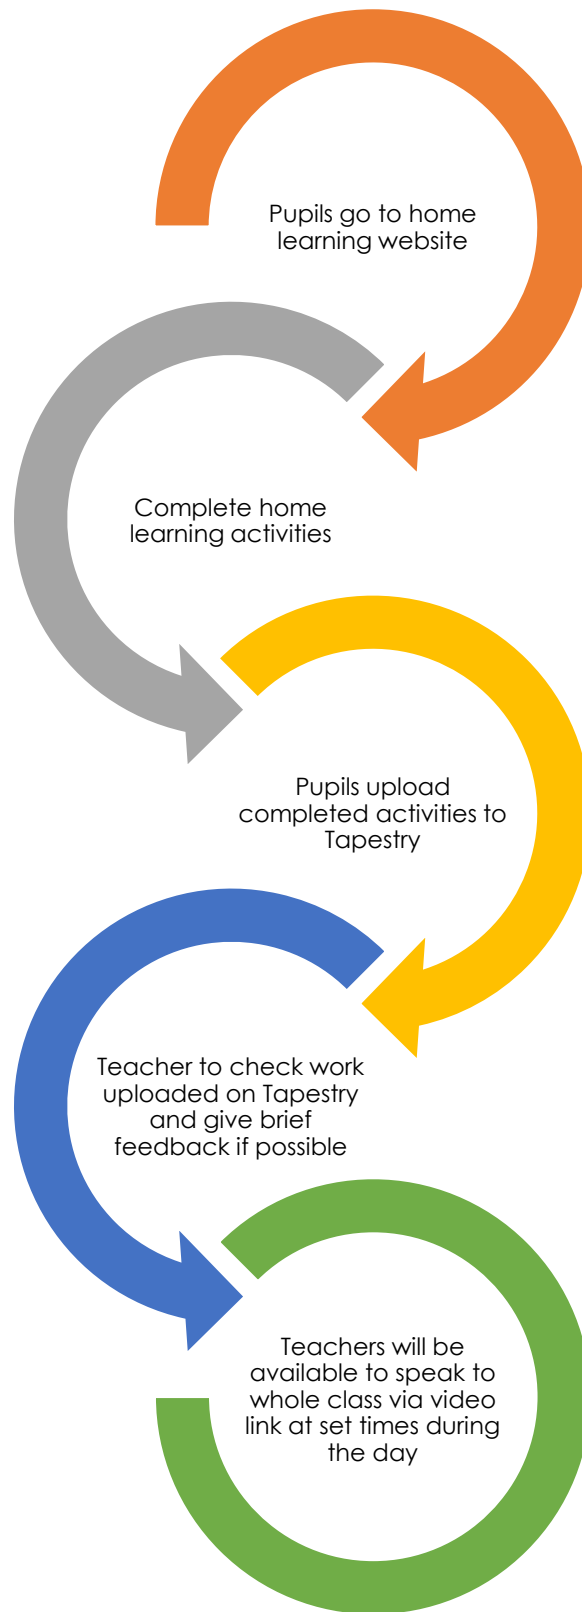 Pupils go to home
learning website
Complete home
learning activities
Pupils upload
completed activities to
Tapestry
Teacher to check work
uploaded on Tapestry
and give brief
feedback if possible
Teachers will be
available to speak to
whole class via video
link at set times during
the day